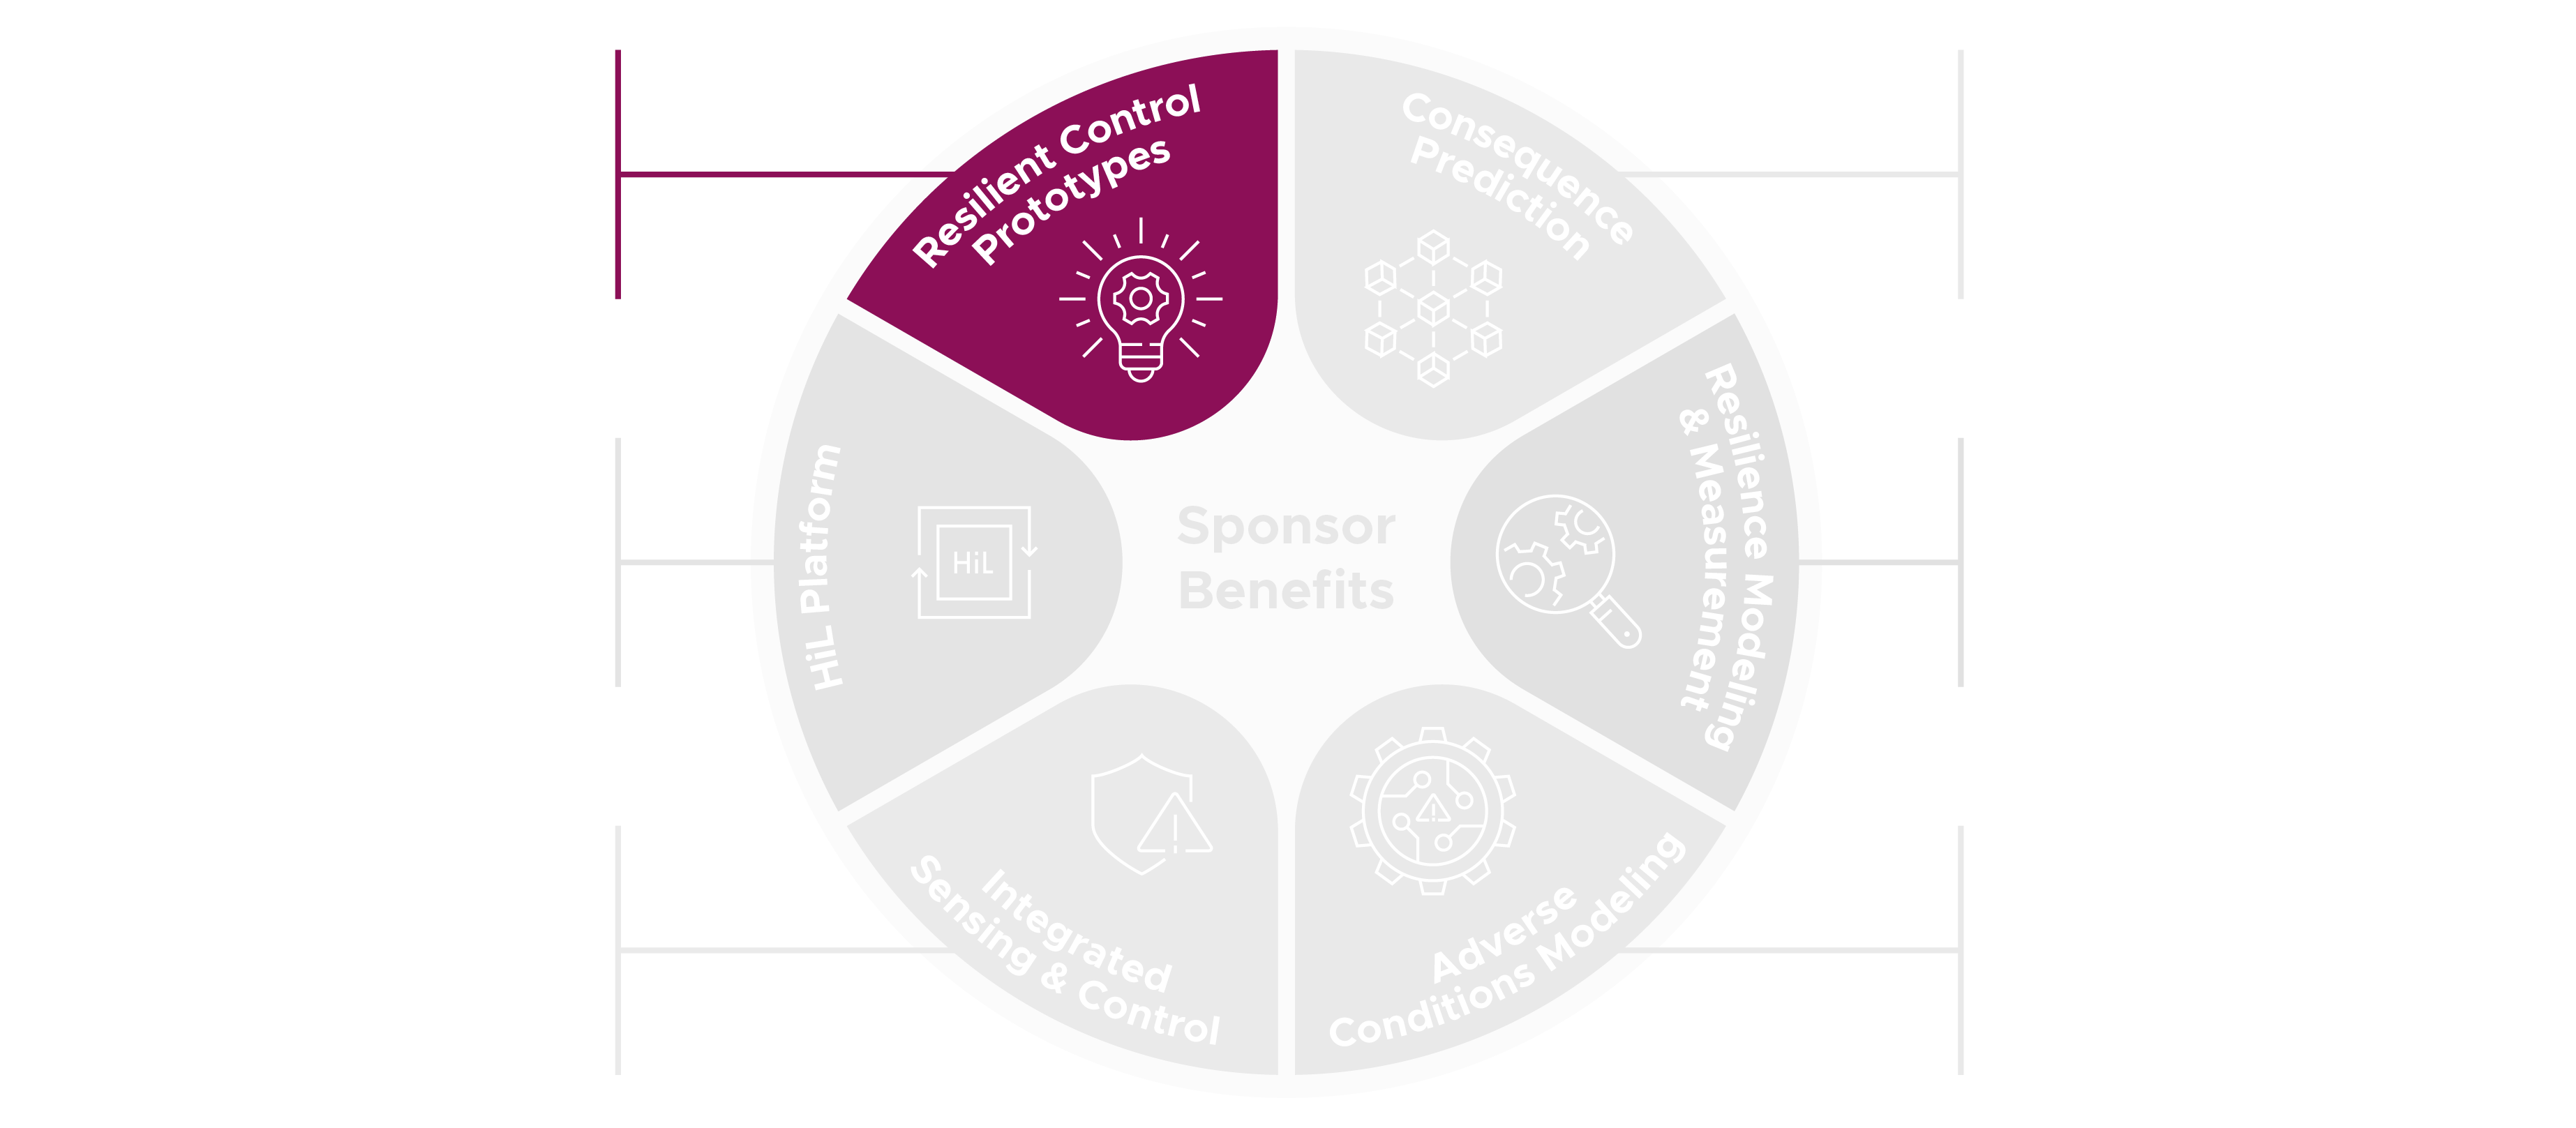 Resilient Control
Prototypes
Consequence
Prediction
Resilience Modeling
& Measurement
Adverse
Conditions Modeling
Integrated
Sensing & Control
HiL Platform
HiL
Sponsor
Benefits